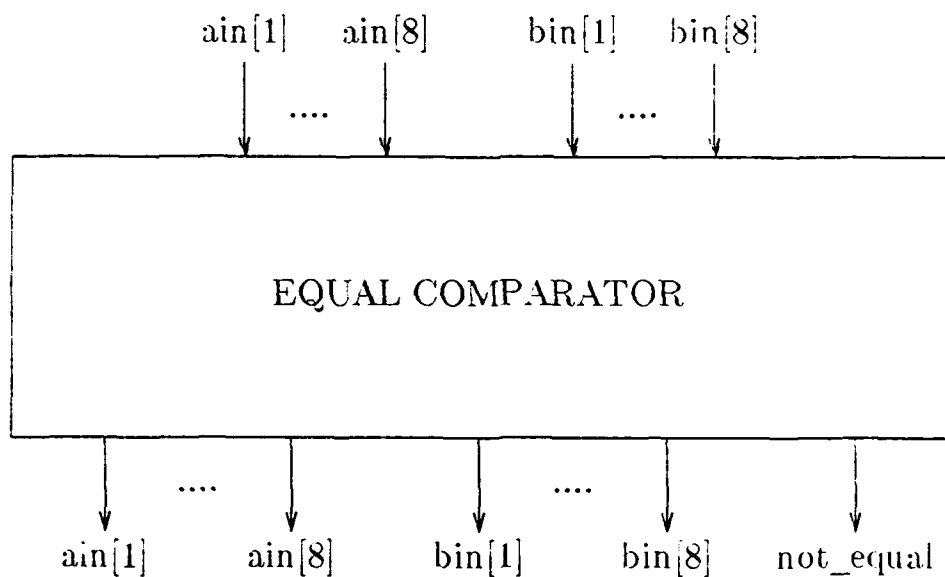 ain[1] ain[8] bin[1] bin[8]
.... ....
EQUAL COMPARATOR
.... ....
ain[1] ain[8] bin[1] bin[8] not_equal